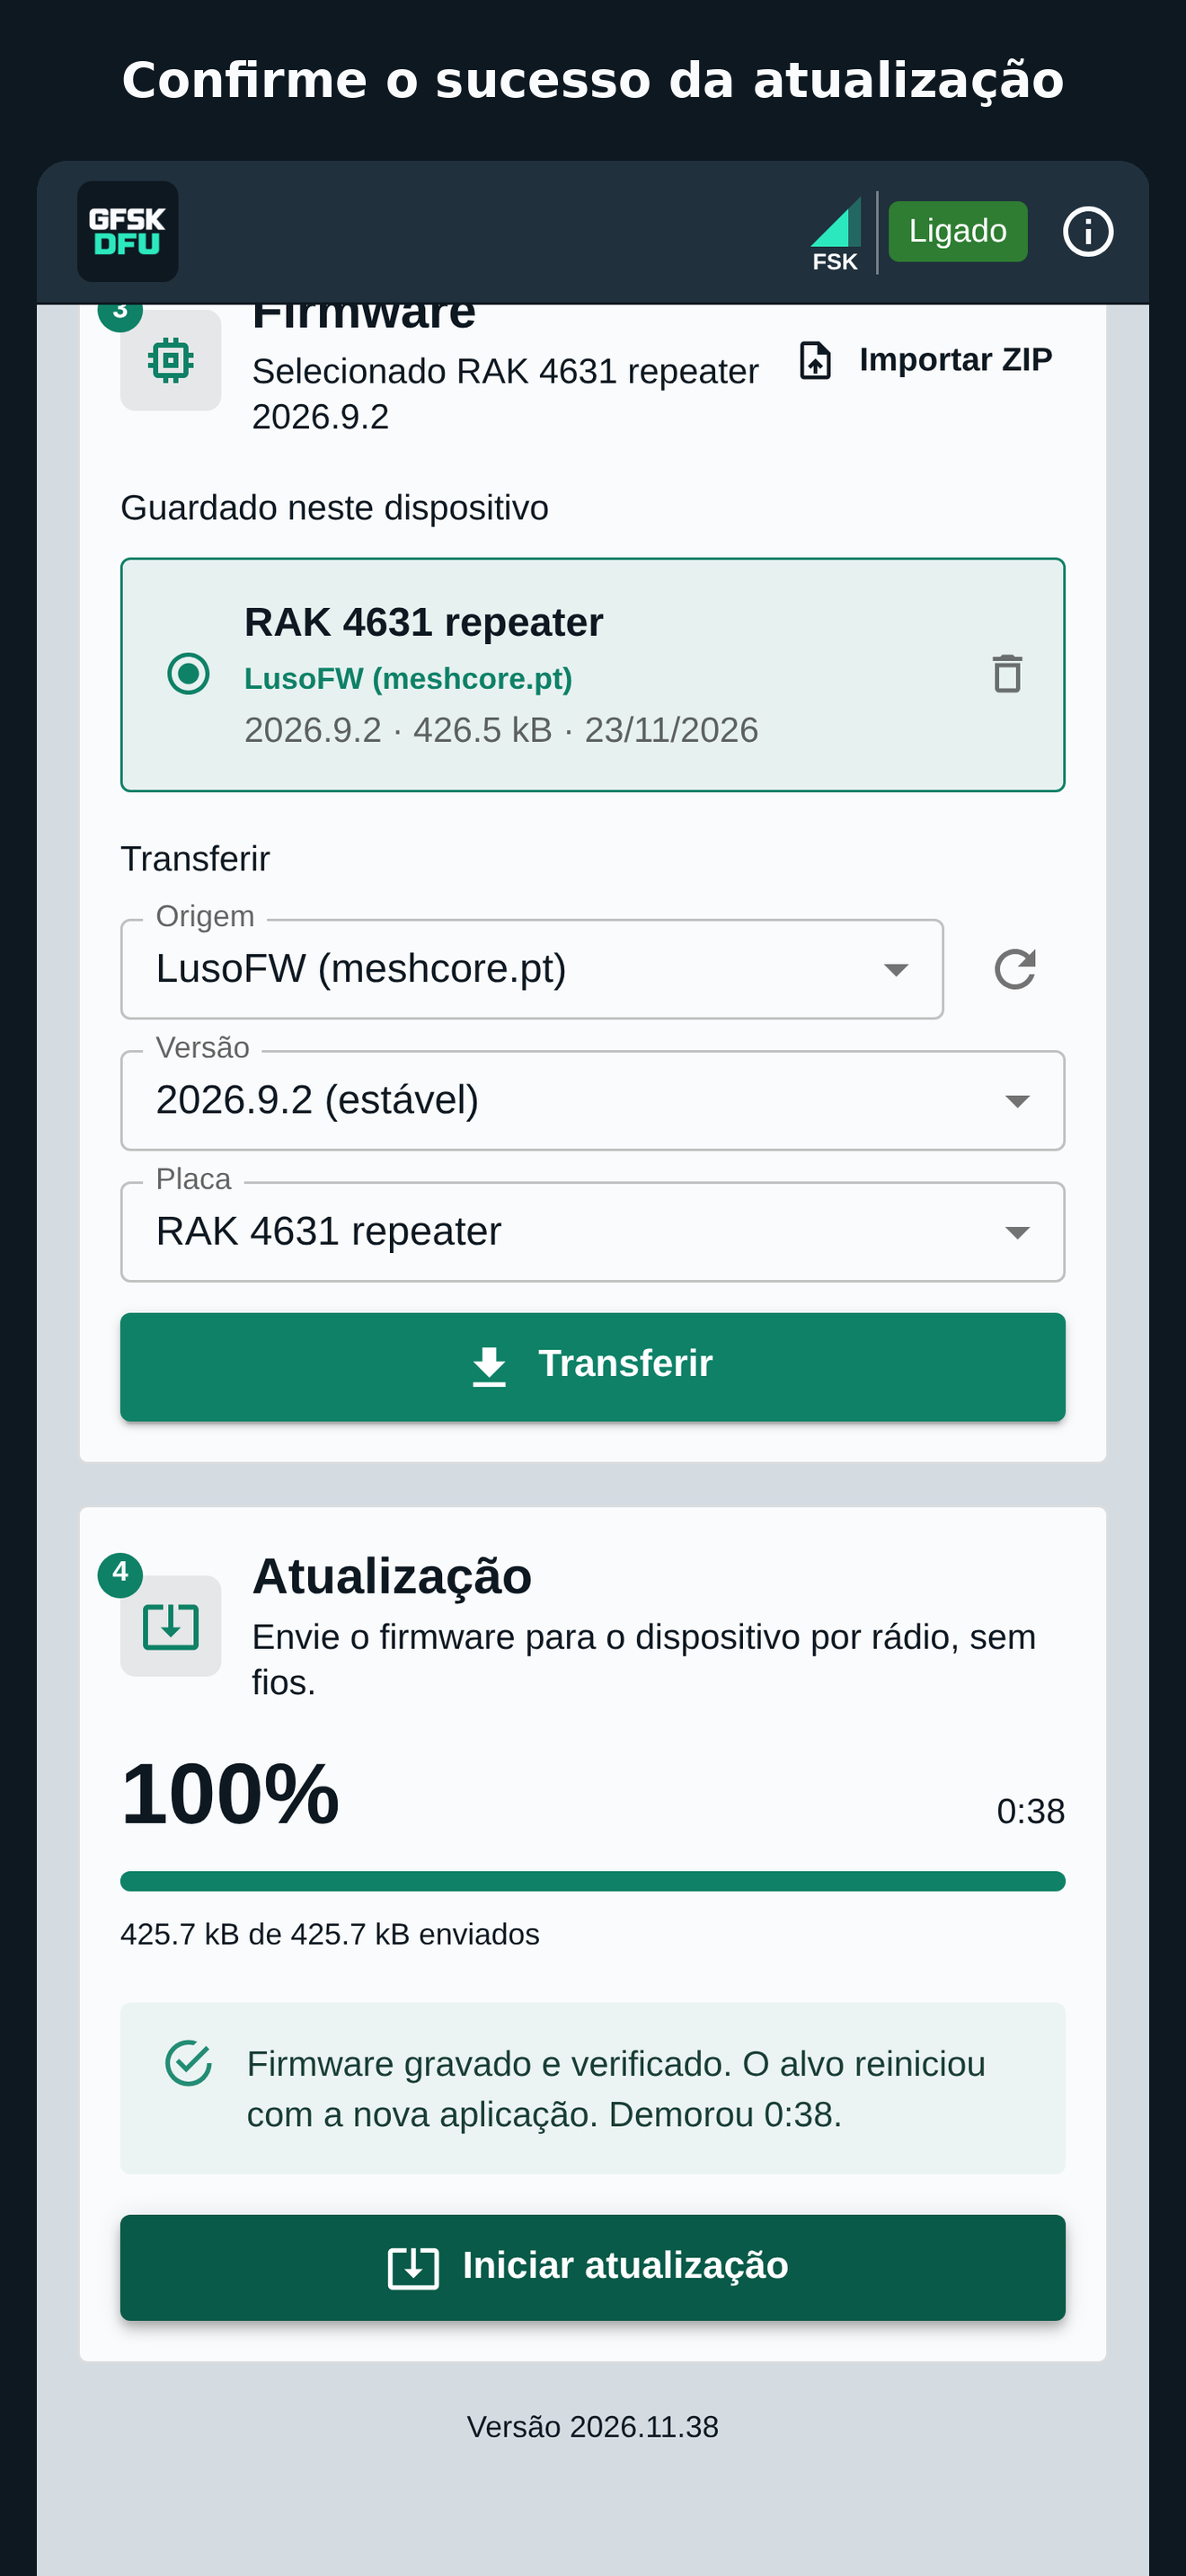 Confirme o sucesso da atualização
GFSK
DFU
FSK
Ligado
3
Firmware
Selecionado RAK 4631 repeater
2026.9.2
Importar ZIP
Guardado neste dispositivo
RAK 4631 repeater
LusoFW (meshcore.pt)
2026.9.2 · 426.5 kB · 23/11/2026
Transferir
Origem
LusoFW (meshcore.pt)
Versão
2026.9.2 (estável)
Placa
RAK 4631 repeater
Transferir
4
Atualização
Envie o firmware para o dispositivo por rádio, sem
fios.
100%
0:38
425.7 kB de 425.7 kB enviados
Firmware gravado e verificado. O alvo reiniciou
com a nova aplicação. Demorou 0:38.
Iniciar atualização
Versão 2026.11.38